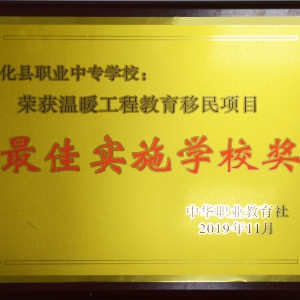 化县职业中专学校：
荣获温暖工程教育移民项目
最佳实施学校奖
中华职业教育社
2019年11月